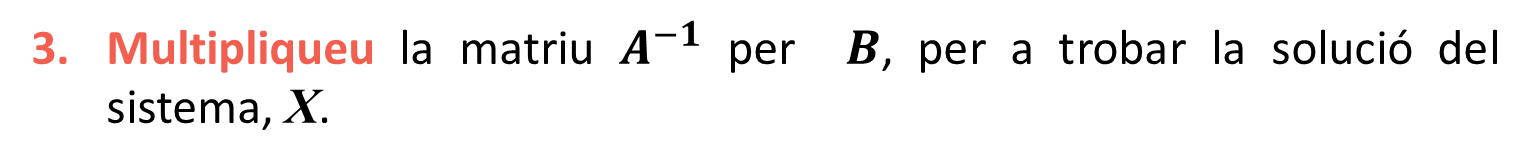 3. Multipliqueu la matriu A⁻¹ per B, per a trobar la solució del
sistema, X.